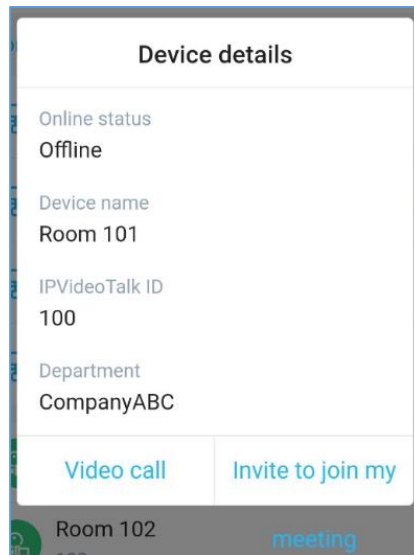 Device details
Online status
Offline
Device name
Room 101
IPVideoTalk ID
100
Department
CompanyABC
Video call
Invite to join my
Room 102
meeting